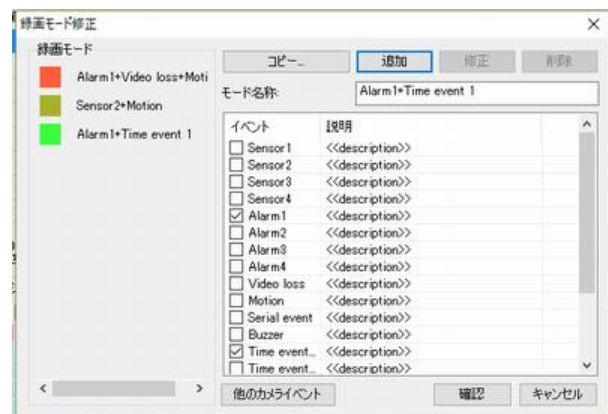 録画モード修正
録画モード
Alarm1+Video loss+Moti
Sensor2+Motion
Alarm1+Time event 1
コピー...
追加
修正
削除
モード名称:
Alarm1+Time event 1
イベント 説明
Sensor1 <<description>>
Sensor2 <<description>>
Sensor3 <<description>>
Sensor4 <<description>>
Alarm1 <<description>>
Alarm2 <<description>>
Alarm3 <<description>>
Alarm4 <<description>>
Video loss <<description>>
Motion <<description>>
Serial event <<description>>
Buzzer <<description>>
Time event... <<description>>
Time event... <<description>>
他のカメライベント
確認
キャンセル